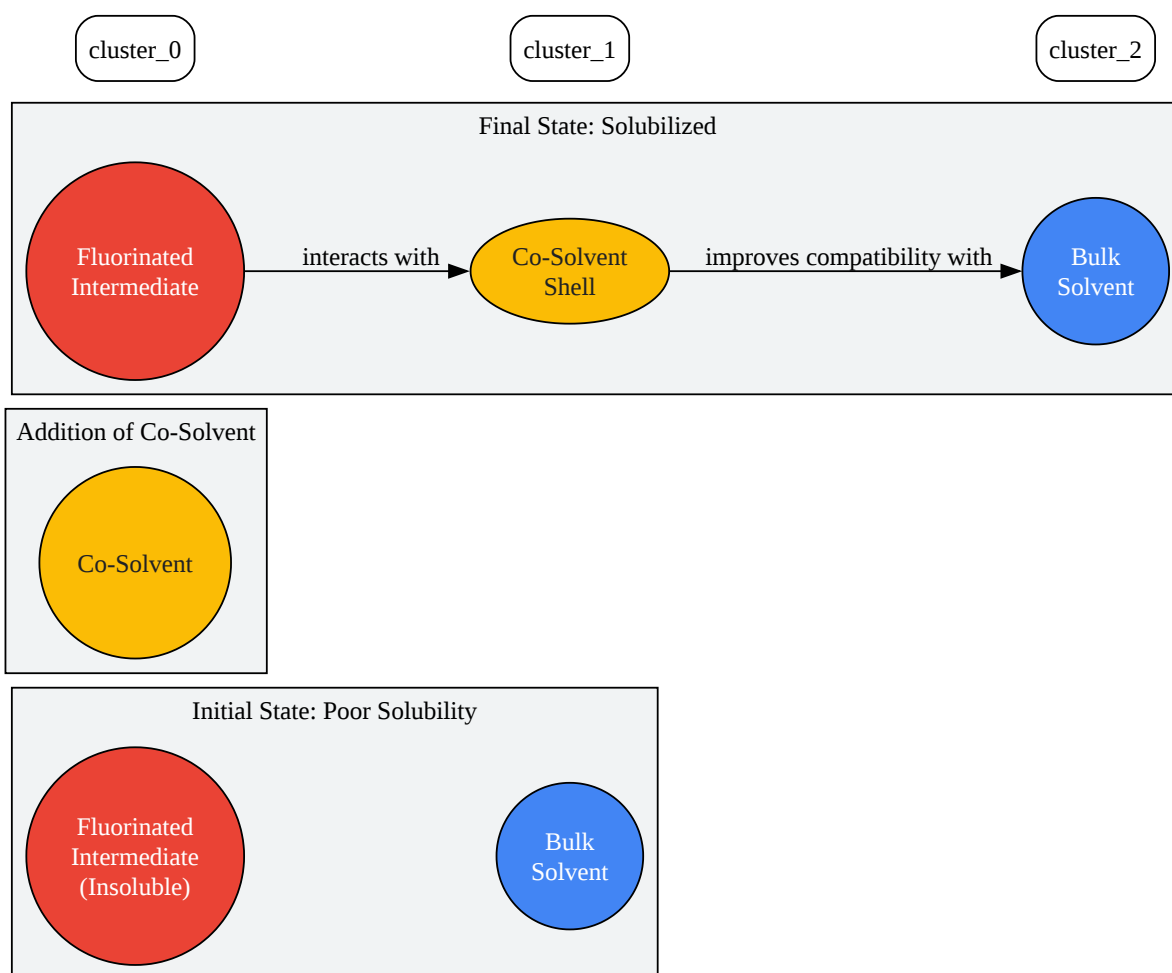 cluster_0
cluster_1
cluster_2
Final State: Solubilized
Fluorinated
Intermediate
interacts with
Co-Solvent
Shell
improves compatibility with
Bulk
Solvent
Addition of Co-Solvent
Co-Solvent
Initial State: Poor Solubility
Fluorinated
Intermediate
(Insoluble)
Bulk
Solvent